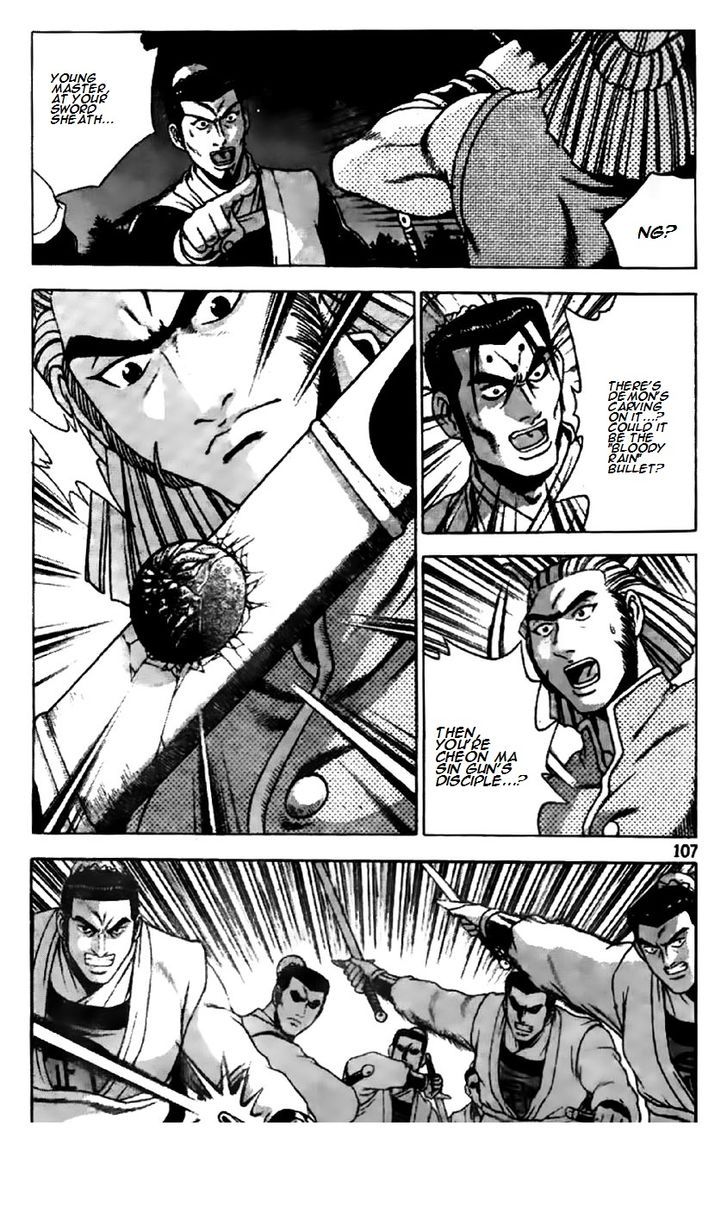 YOUNG
MASTER,
AT YOUR
SWORD
SHEATH...
NG?
THERE'S
DEMON'S
CARVING
ON IT...?
COULD IT
BE THE
"BLOODY
RAIN"
BULLET?
THEN,
YOU'RE
CHEON MA
SIN GUN'S
DISCIPLE...?
107